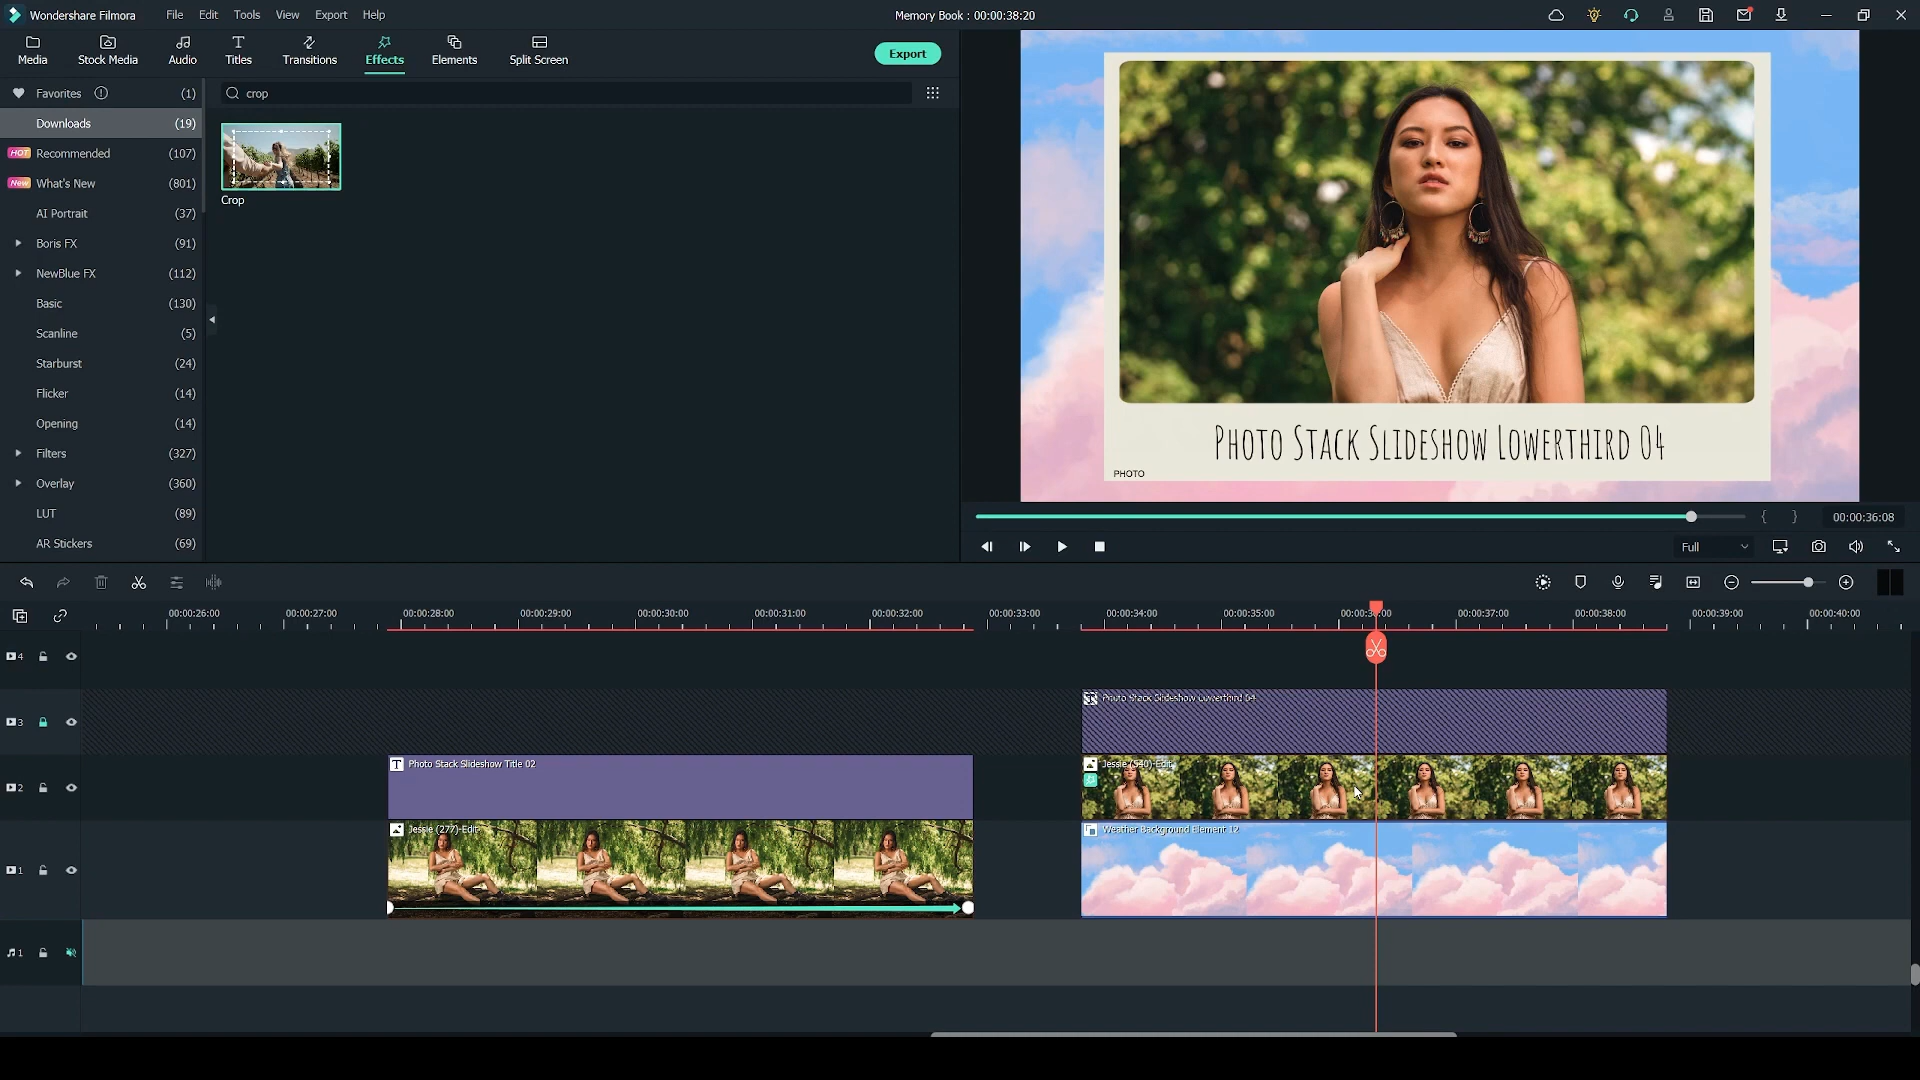 Wondershare Filmora File Edit Tools View Export Help Memory Book : 00:00:38:20
Media Stock Media Audio Titles Transitions Effects Elements Split Screen Export
Favorites (1)
Downloads (19)
HOT Recommended (107)
New What's New (801)
AI Portrait (37)
Boris FX (91)
NewBlue FX (112)
Basic (130)
Scanline (5)
Starburst (24)
Flicker (14)
Opening (14)
Filters (327)
Overlay (360)
LUT (89)
AR Stickers (69)
crop
Crop
Photo Stack Slideshow Lowerthird 04
PHOTO
{ } 00:00:36:08
Full
00:00:26:00 00:00:27:00 00:00:28:00 00:00:29:00 00:00:30:00 00:00:31:00 00:00:32:00 00:00:33:00 00:00:34:00 00:00:35:00 00:00:37:00 00:00:38:00 00:00:39:00 00:00:40:00
4
3 Photo Stack Slideshow Lowerthird 04
2 T Photo Stack Slideshow Title 02 Jessie (540)-Edit
1 Jessie (277)-Edit Weather Background Element 12
1